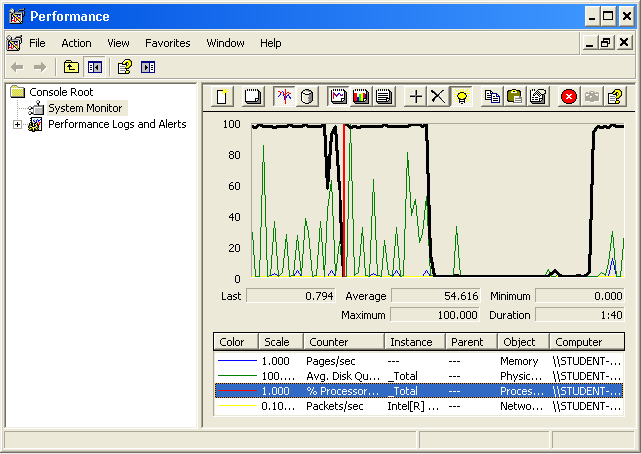 Performance
File Action View Favorites Window Help
Console Root
System Monitor
Performance Logs and Alerts
100
80
60
40
20
0
Last 0.794 Average 54.616 Minimum 0.000
Maximum 100.000 Duration 1:40
Color Scale Counter Instance Parent Object Computer
1.000 Pages/sec --- --- Memory \\STUDENT-...
100.... Avg. Disk Qu... _Total --- Physic... \\STUDENT-...
1.000 % Processor... _Total --- Proces... \\STUDENT-...
0.10... Packets/sec Intel[R] ... --- Netwo... \\STUDENT-...